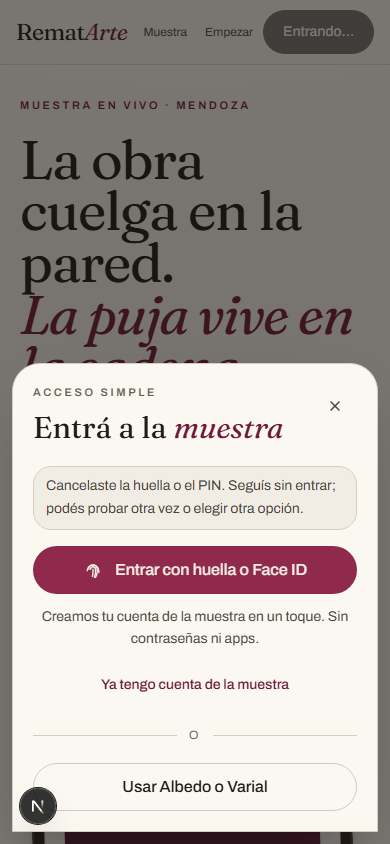 RematArte Muestra Empezar Entrando...
MUESTRA EN VIVO · MENDOZA
La obra
cuelga en la
pared.
La puja vive en
la cadena
ACCESO SIMPLE
×
Entrá a la muestra
Cancelaste la huella o el PIN. Seguís sin entrar;
podés probar otra vez o elegir otra opción.
Entrar con huella o Face ID
Creamos tu cuenta de la muestra en un toque. Sin
contraseñas ni apps.
Ya tengo cuenta de la muestra
O
Usar Albedo o Varial
N